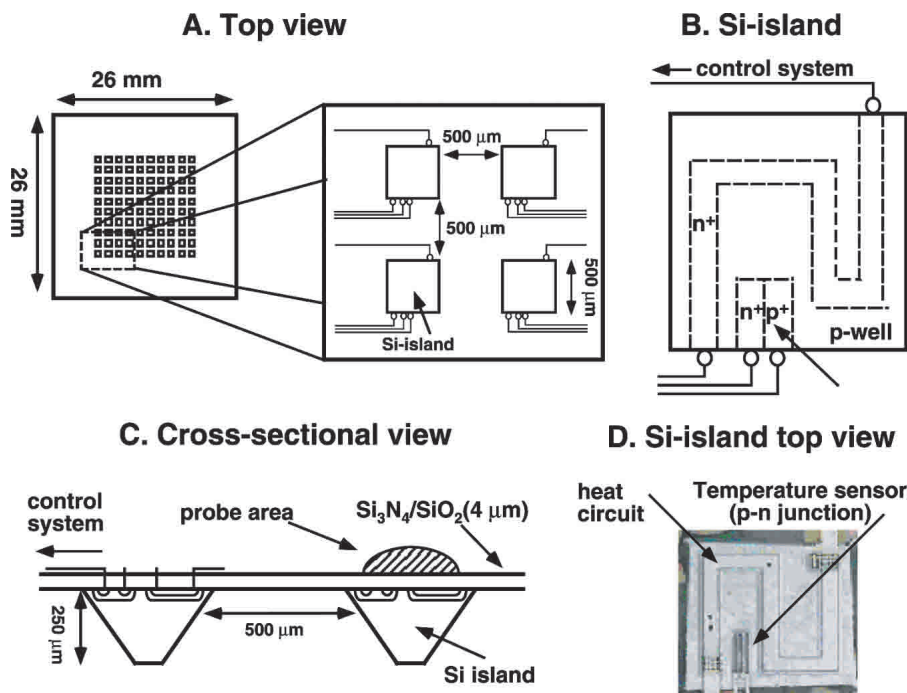 A. Top view
26 mm
26 mm
500 µm
500 µm
500 µm
Si-island
B. Si-island
control system
n+
n+ p+
p-well
C. Cross-sectional view
control
system
probe area
Si3N4/SiO2(4 µm)
250 µm
500 µm
Si island
D. Si-island top view
heat
circuit
Temperature sensor
(p-n junction)